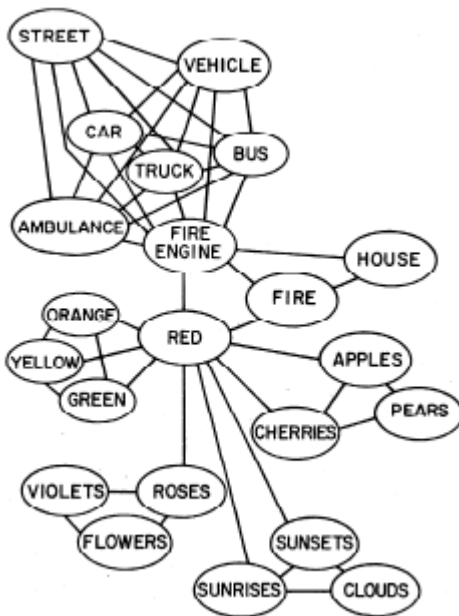 STREET
VEHICLE
CAR
TRUCK
BUS
AMBULANCE
FIRE
ENGINE
HOUSE
FIRE
ORANGE
RED
YELLOW
GREEN
APPLES
PEARS
CHERRIES
VIOLETS
ROSES
FLOWERS
SUNSETS
SUNRISES
CLOUDS